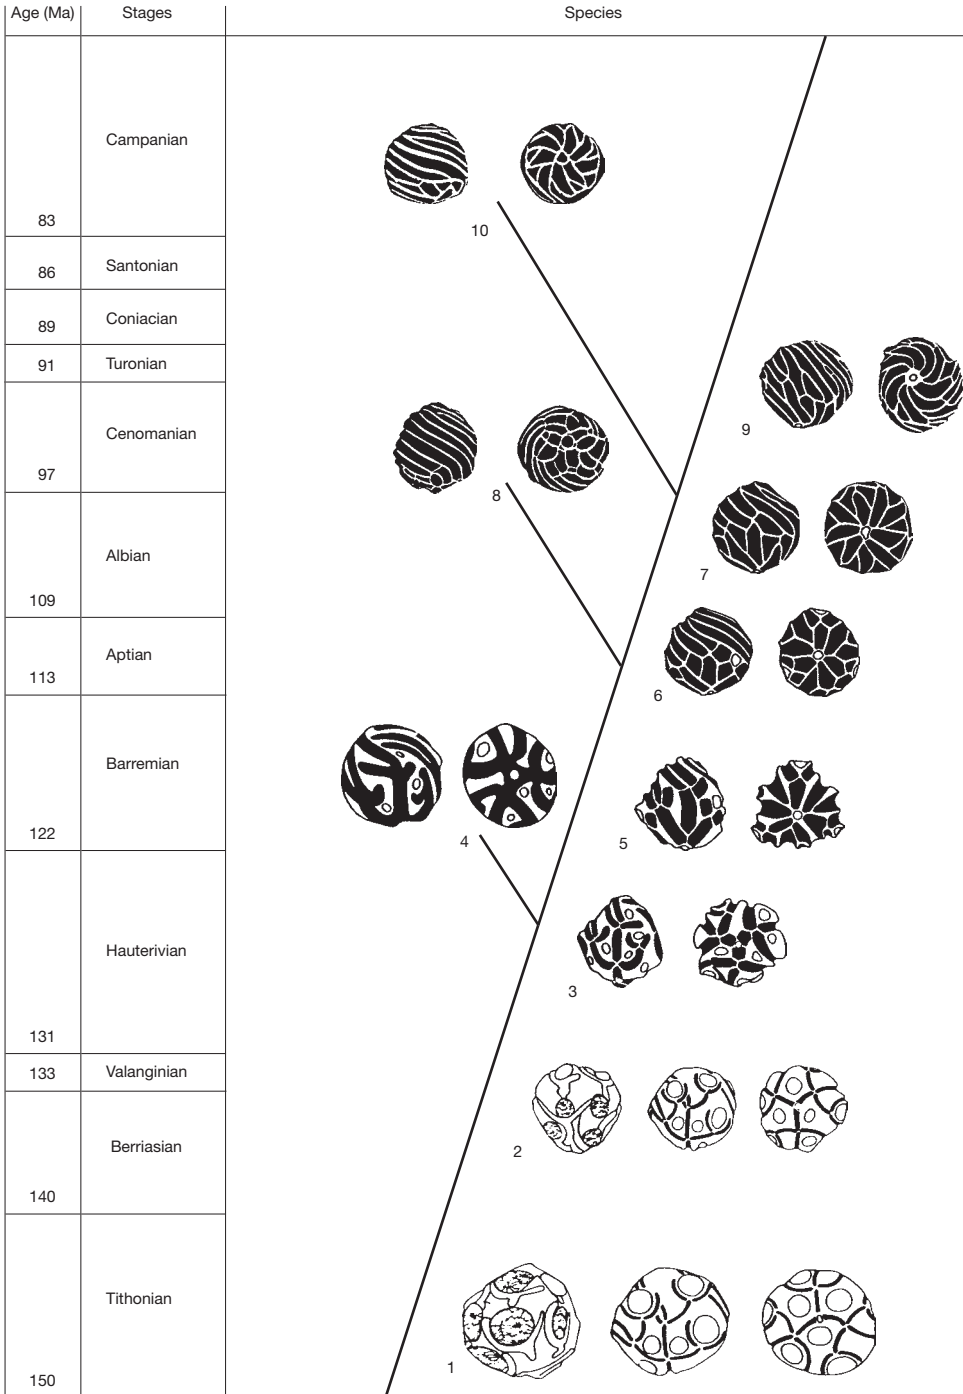 Age (Ma) Stages Species
Campanian
83
10
Santonian
86
Coniacian
89
Turonian
91
9
Cenomanian
97
8
Albian
7
109
Aptian
113
6
Barremian
122
4
5
Hauterivian
3
131
Valanginian
133
Berriasian
2
140
Tithonian
1
150